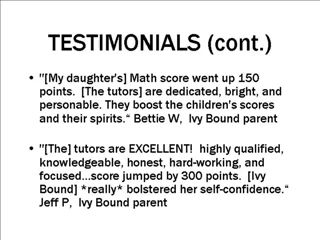 TESTIMONIALS (cont.)
• "[My daughter's] Math score went up 150
points.  [The tutors] are dedicated, bright, and
personable. They boost the children's scores
and their spirits.“ Bettie W,  Ivy Bound parent
• "[The] tutors are EXCELLENT!  highly qualified,
knowledgeable, honest, hard-working, and
focused...score jumped by 300 points.  [Ivy
Bound] *really* bolstered her self-confidence.“
Jeff P,  Ivy Bound parent